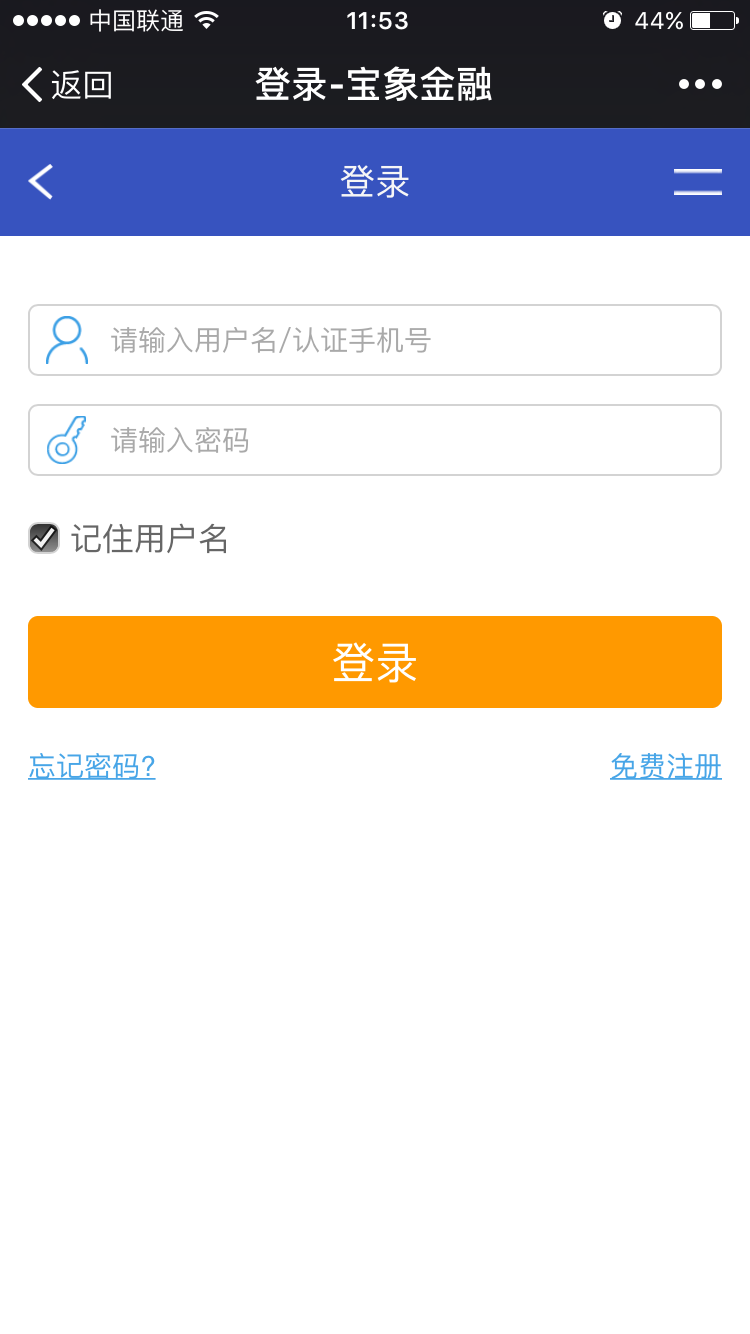 中国联通 11:53 44%
返回 登录-宝象金融
登录
请输入用户名/认证手机号
请输入密码
记住用户名
登录
忘记密码? 免费注册